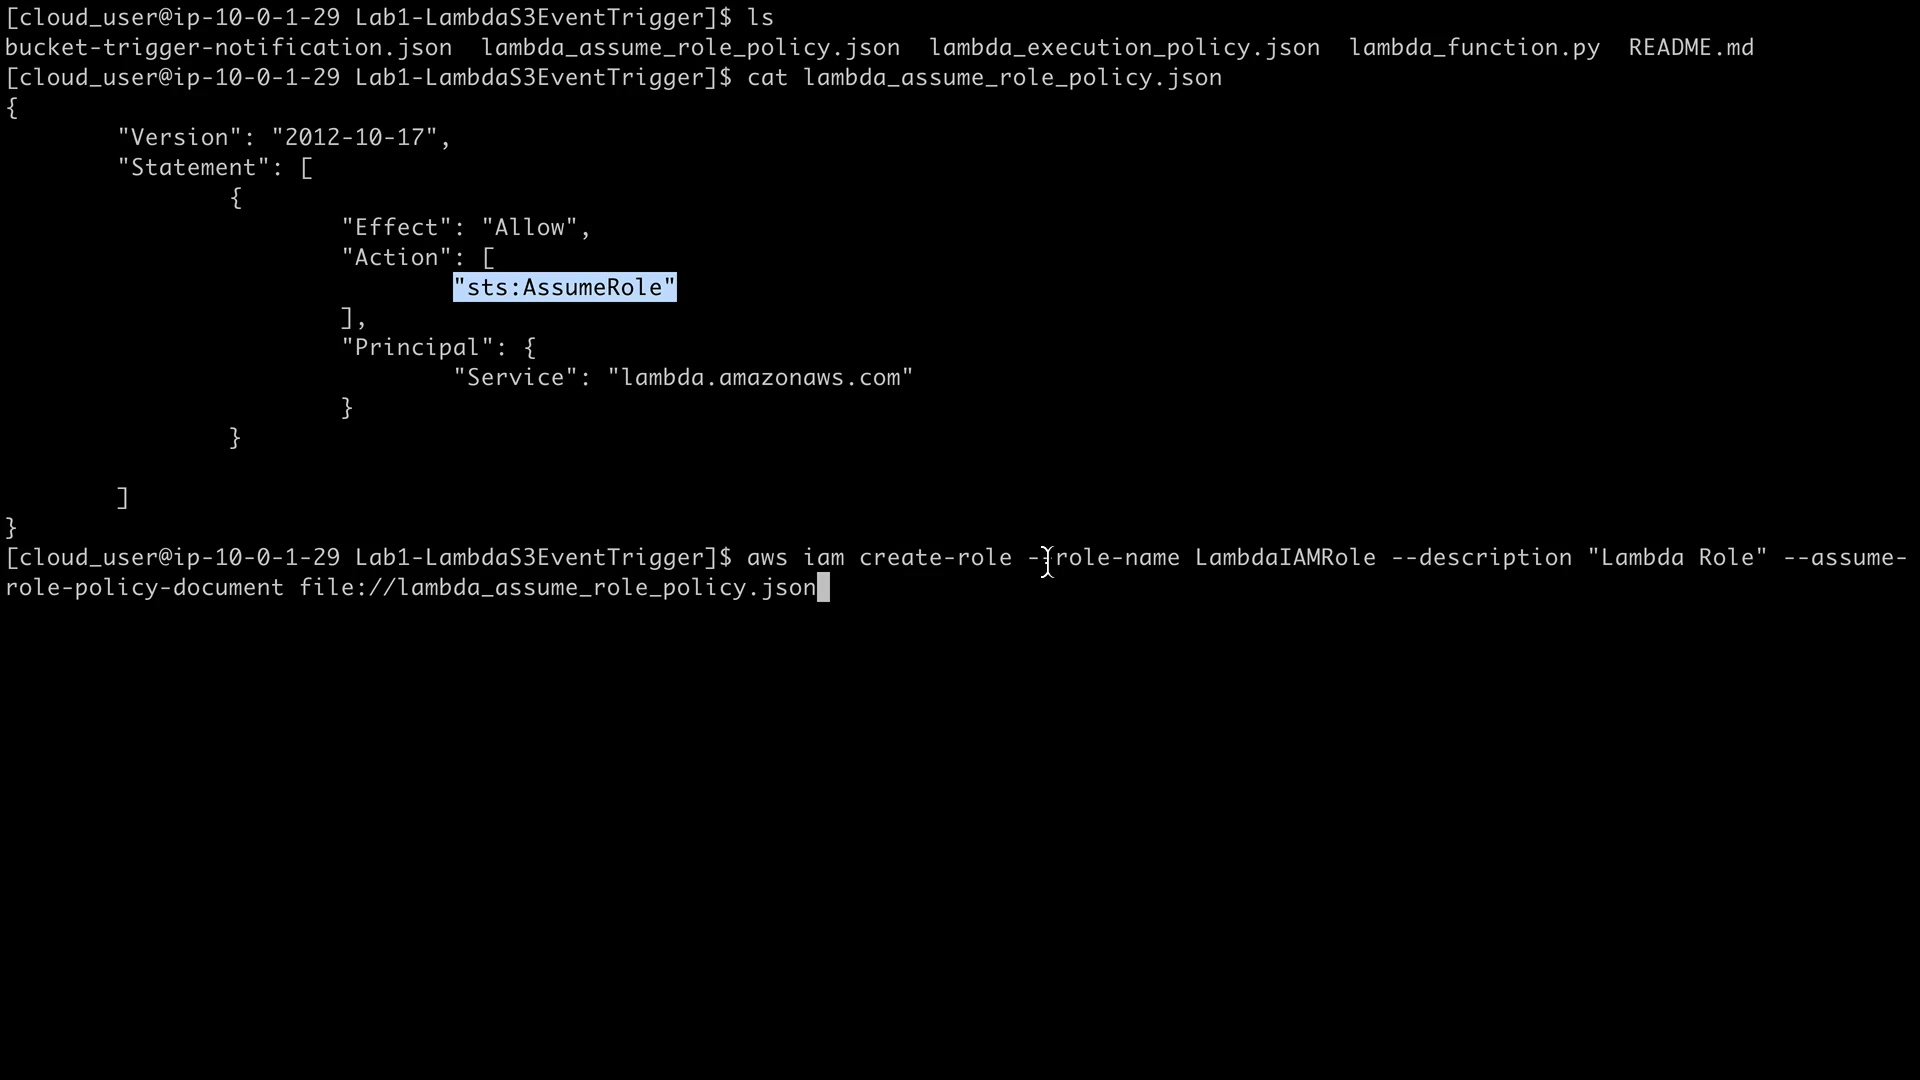 [cloud_user@ip-10-0-1-29 Lab1-LambdaS3EventTrigger]$ ls
bucket-trigger-notification.json  lambda_assume_role_policy.json  lambda_execution_policy.json  lambda_function.py  README.md
[cloud_user@ip-10-0-1-29 Lab1-LambdaS3EventTrigger]$ cat lambda_assume_role_policy.json
{
        "Version": "2012-10-17",
        "Statement": [
                {
                        "Effect": "Allow",
                        "Action": [
                                "sts:AssumeRole"
                        ],
                        "Principal": {
                                "Service": "lambda.amazonaws.com"
                        }
                }

        ]
}
[cloud_user@ip-10-0-1-29 Lab1-LambdaS3EventTrigger]$ aws iam create-role --role-name LambdaIAMRole --description "Lambda Role" --assume-
role-policy-document file://lambda_assume_role_policy.json